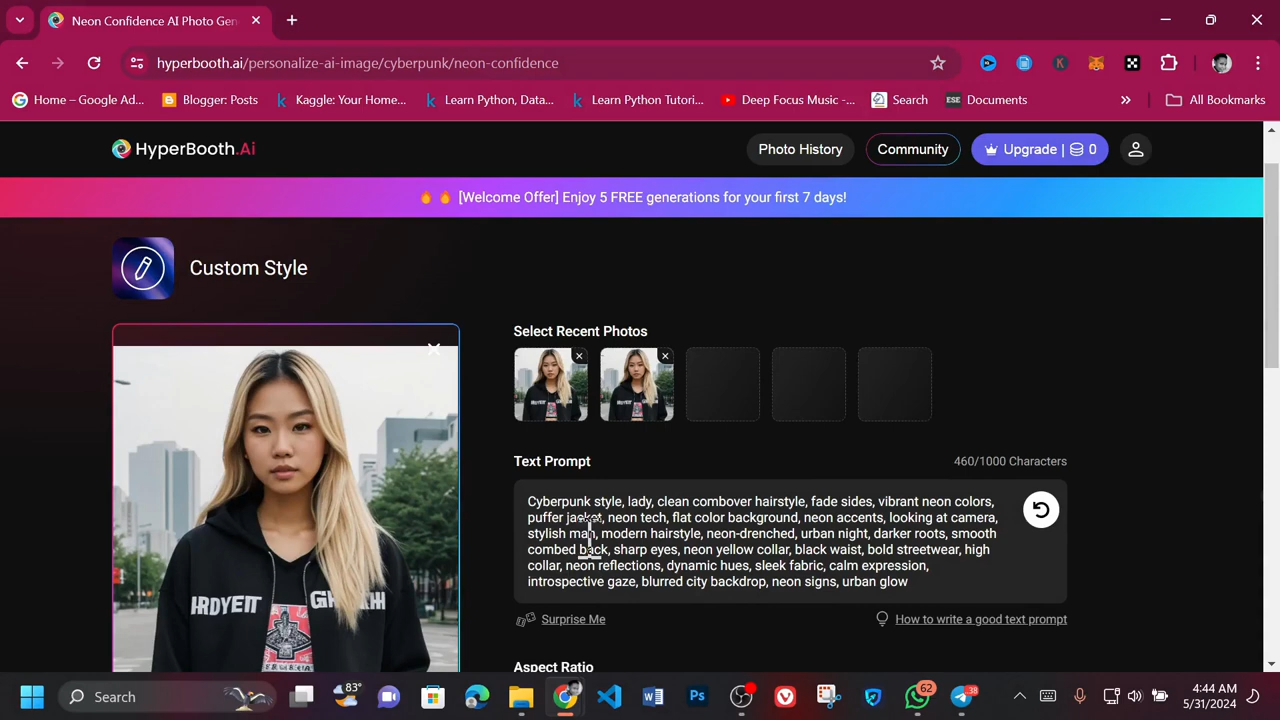 Neon Confidence AI Photo Gen
hyperbooth.ai/personalize-ai-image/cyberpunk/neon-confidence
Home – Google Ad...
Blogger: Posts
Kaggle: Your Home...
Learn Python, Data...
Learn Python Tutori...
Deep Focus Music -...
Search
ESE
Documents
»
All Bookmarks
HyperBooth.Ai
Photo History
Community
Upgrade | 0
[Welcome Offer] Enjoy 5 FREE generations for your first 7 days!
Custom Style
Select Recent Photos
Text Prompt
460/1000 Characters
Cyberpunk style, lady, clean combover hairstyle, fade sides, vibrant neon colors,
puffer jacket, neon tech, flat color background, neon accents, looking at camera,
stylish man, modern hairstyle, neon-drenched, urban night, darker roots, smooth
combed back, sharp eyes, neon yellow collar, black waist, bold streetwear, high
collar, neon reflections, dynamic hues, sleek fabric, calm expression,
introspective gaze, blurred city backdrop, neon signs, urban glow
Surprise Me
How to write a good text prompt
Aspect Ratio
Search
83°
W
Ps
62
38
4:44 AM
5/31/2024